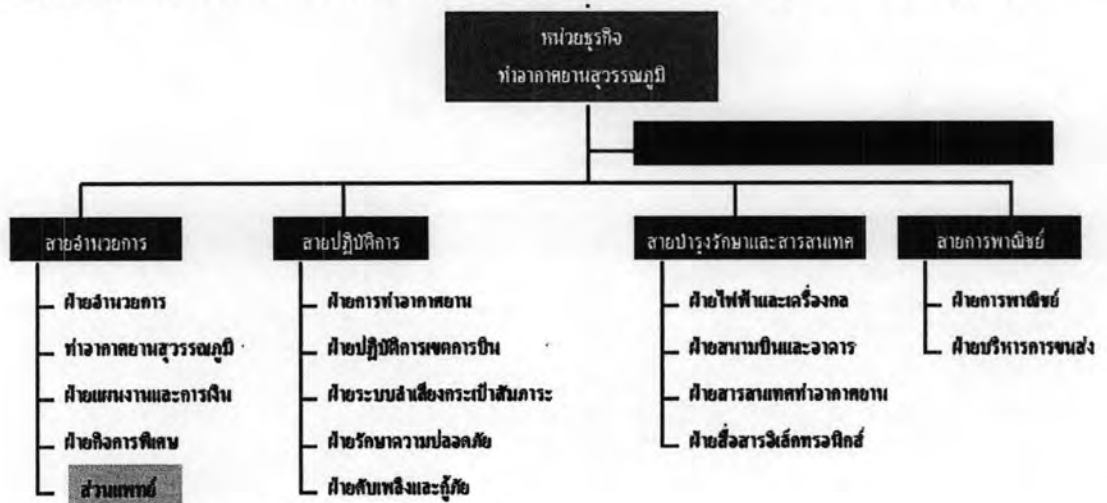 หน่วยธุรกิจ
ท่าอากาศยานสุวรรณภูมิ
สายอำนวยการ
ฝ่ายอำนวยการ
ท่าอากาศยานสุวรรณภูมิ
ฝ่ายแผนงานและการเงิน
ฝ่ายกิจการพิเศษ
ส่วนแพทย์
สายปฏิบัติการ
ฝ่ายการท่าอากาศยาน
ฝ่ายปฏิบัติการเขตการบิน
ฝ่ายระบบลำเลียงกระเป๋าสัมภาระ
ฝ่ายรักษาความปลอดภัย
ฝ่ายดับเพลิงและกู้ภัย
สายบำรุงรักษาและสารสนเทศ
ฝ่ายไฟฟ้าและเครื่องกล
ฝ่ายสนามบินและอาคาร
ฝ่ายสารสนเทศท่าอากาศยาน
ฝ่ายสื่อสารอิเล็กทรอนิกส์
สายการพาณิชย์
ฝ่ายการพาณิชย์
ฝ่ายบริหารการขนส่ง